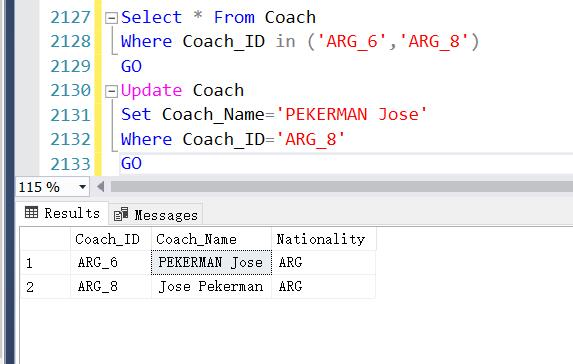 2127 Select * From Coach
2128 Where Coach_ID in ('ARG_6','ARG_8')
2129 GO
2130 Update Coach
2131 Set Coach_Name='PEKERMAN Jose'
2132 Where Coach_ID='ARG_8'
2133 GO
115 %
Results Messages
Coach_ID Coach_Name Nationality
1 ARG_6 PEKERMAN Jose ARG
2 ARG_8 Jose Pekerman ARG